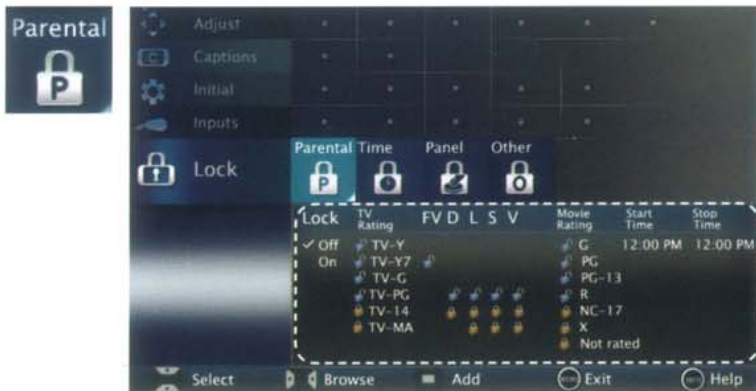 Parental
P
Adjust
C Captions
Initial
Inputs
Lock
Parental Time Panel Other
P O
Lock TV Rating FV D L S V Movie Rating Start Time Stop Time
✓ Off TV-Y G 12:00 PM 12:00 PM
On TV-Y7 PG
TV-G PG-13
TV-PG R
TV-14 NC-17
TV-MA X
Not rated
Select Browse Add Exit Help